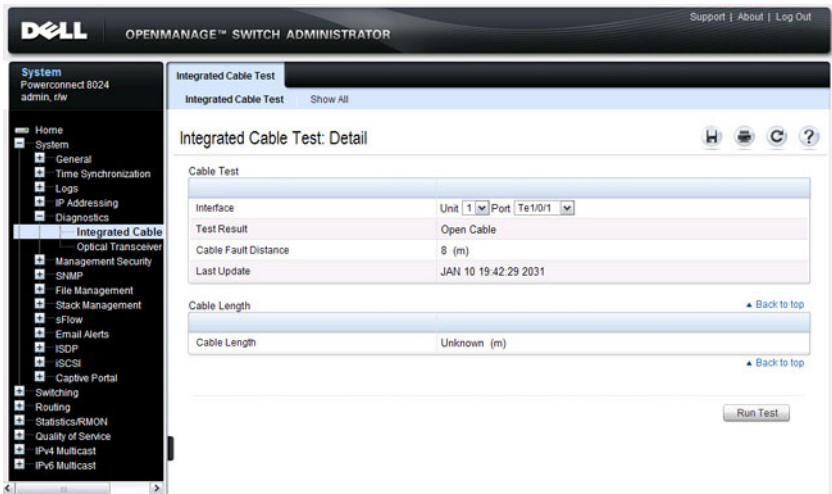 Support | About | Log Out
DELL
OPENMANAGE™ SWITCH ADMINISTRATOR
System
Powerconnect 8024
admin, r/w
Home
System
General
Time Synchronization
Logs
IP Addressing
Diagnostics
Integrated Cable
Optical Transceiver
Management Security
SNMP
File Management
Stack Management
sFlow
Email Alerts
ISDP
iSCSI
Captive Portal
Switching
Routing
Statistics/RMON
Quality of Service
IPv4 Multicast
IPv6 Multicast
Integrated Cable Test
Integrated Cable Test Show All
Integrated Cable Test: Detail
?
Cable Test
Interface Unit 1 Port Te1/0/1
Test Result Open Cable
Cable Fault Distance 8 (m)
Last Update JAN 10 19:42:29 2031
Cable Length Back to top
Cable Length Unknown (m)
Back to top
Run Test